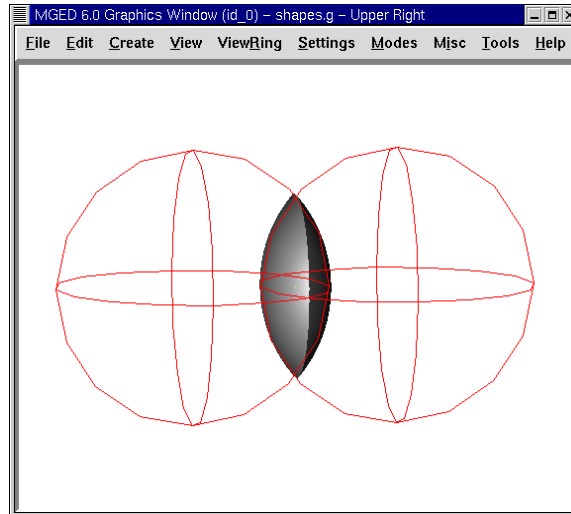 MGED 6.0 Graphics Window (id_0) – shapes.g – Upper Right
File Edit Create View ViewRing Settings Modes Misc Tools Help